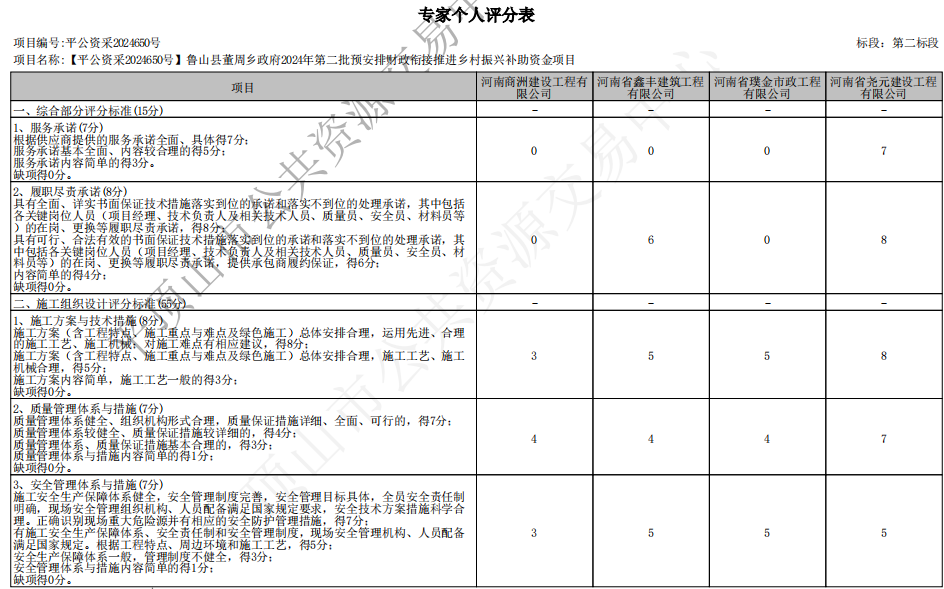 专家个人评分表
项目编号:平公资采2024650号
标段：第二标段
项目名称:【平公资采2024650号】鲁山县董周乡政府2024年第二批预安排财政衔接推进乡村振兴补助资金项目
项目
河南商洲建设工程有限公司
河南省鑫丰建筑工程有限公司
河南省璞金市政工程有限公司
河南省尧元建设工程有限公司
一、综合部分评分标准(15分)
- - - -
1、服务承诺(7分)
根据供应商提供的服务承诺全面、具体得7分;
服务承诺基本全面、内容较合理的得5分;
服务承诺内容简单的得3分。
缺项得0分。
0 0 0 7
2、履职尽责承诺(8分)
具有全面、详实书面保证技术措施落实到位的承诺和落实不到位的处理承诺，其中包括
各关键岗位人员（项目经理、技术负责人及相关技术人员、质量员、安全员、材料员等
）的在岗、更换等履职尽责承诺，得8分;
具有可行、合法有效的书面保证技术措施落实到位的承诺和落实不到位的处理承诺，其
中包括各关键岗位人员（项目经理、技术负责人及相关技术人员、质量员、安全员、材
料员等）的在岗、更换等履职尽责承诺，提供承包商履约保证，得6分;
内容简单的得4分;
缺项得0分。
0 6 0 8
二、施工组织设计评分标准(65分)
- - - -
1、施工方案与技术措施(8分)
施工方案（含工程特点、施工重点与难点及绿色施工）总体安排合理，运用先进、合理
的施工工艺、施工机械；对施工难点有相应建议，得8分;
施工方案（含工程特点、施工重点与难点及绿色施工）总体安排合理，施工工艺、施工
机械合理，得5分;
施工方案内容简单，施工工艺一般的得3分;
缺项得0分。
3 5 5 8
2、质量管理体系与措施(7分)
质量管理体系健全、组织机构形式合理，质量保证措施详细、全面、可行的，得7分;
质量管理体系较健全、质量保证措施较详细的，得4分;
质量管理体系、质量保证措施基本合理的，得3分;
质量管理体系与措施内容简单的得1分;
缺项得0分。
4 4 4 7
3、安全管理体系与措施(7分)
施工安全生产保障体系健全，安全管理制度完善，安全管理目标具体，全员安全责任制
明确，现场安全管理组织机构、人员配备满足国家规定要求，安全技术方案措施科学合
理。正确识别现场重大危险源并有相应的安全防护管理措施，得7分;
有施工安全生产保障体系、安全责任制和安全管理制度，现场安全管理机构、人员配备
满足国家规定。根据工程特点、周边环境和施工工艺，得5分;
安全生产保障体系一般，管理制度不健全，得3分;
安全管理体系与措施内容简单的得1分;
缺项得0分。
3 5 5 5
平顶山市公共资源交易中心
顶山市公共资源交易中心